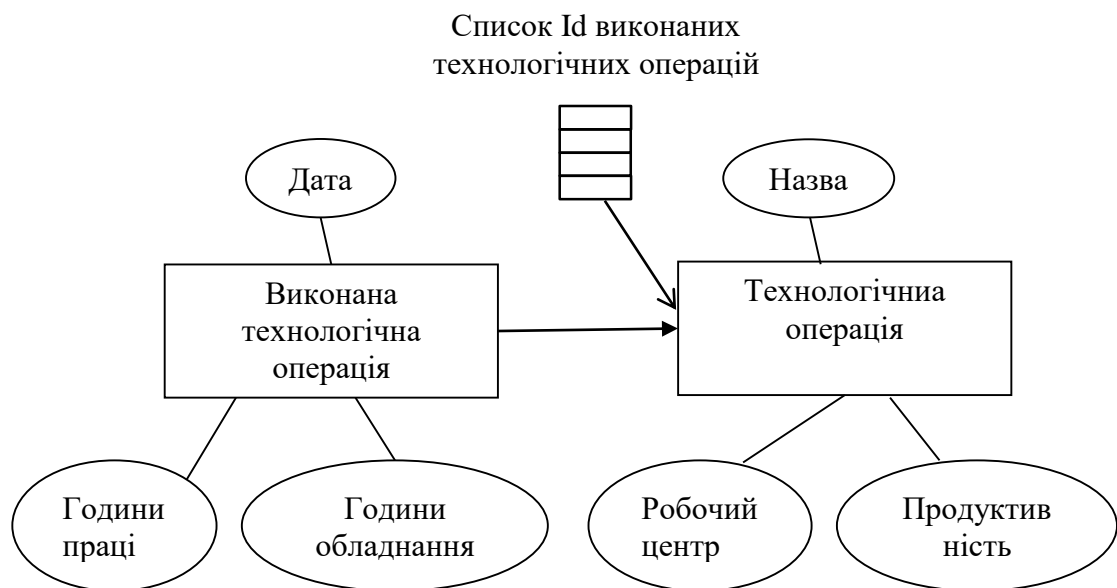 Список Id виконаних
технологічних операцій
Дата
Назва
Виконана
технологічна
операція
Технологічниа
операція
Години
праці
Години
обладнання
Робочий
центр
Продуктив
ність